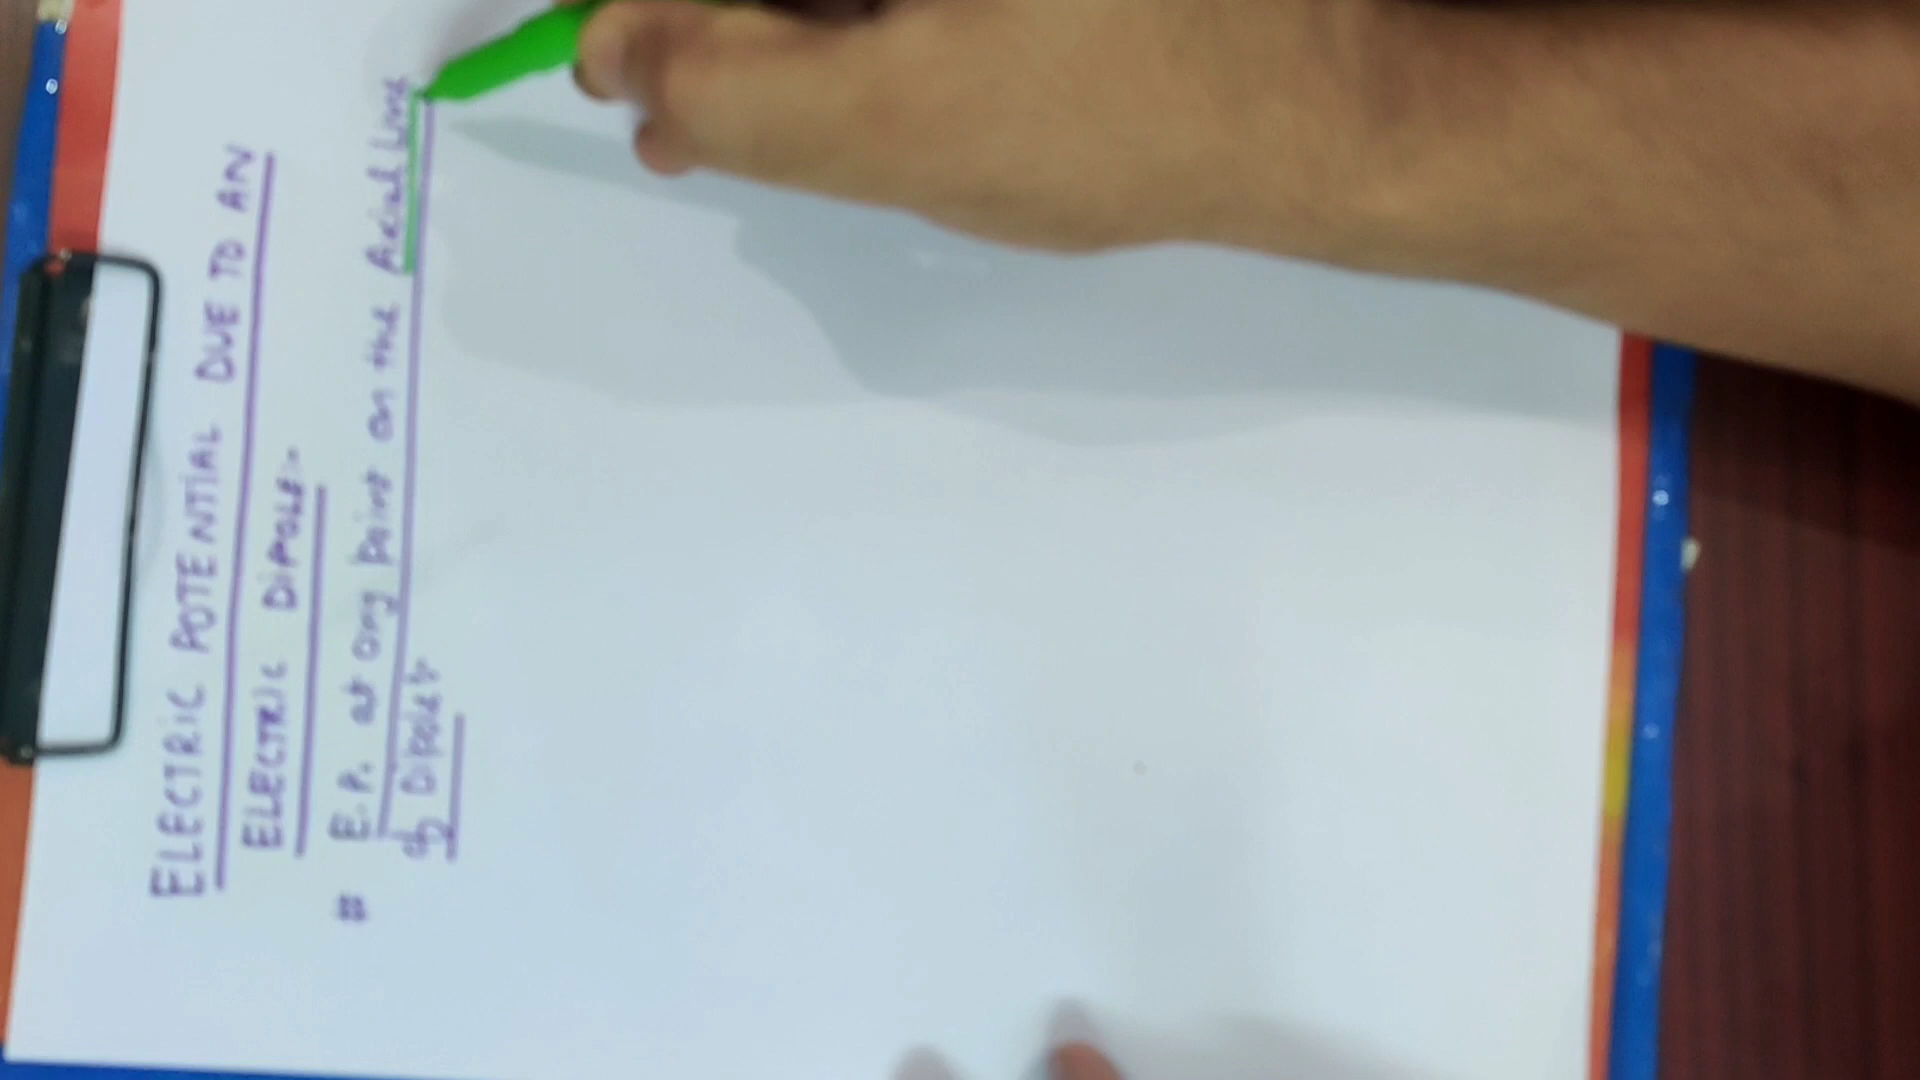 ELECTRIC POTENTIAL DUE TO AN
ELECTRIC DIPOLE:-
# E.P. at any point on the Axial Line
of Dipole:-